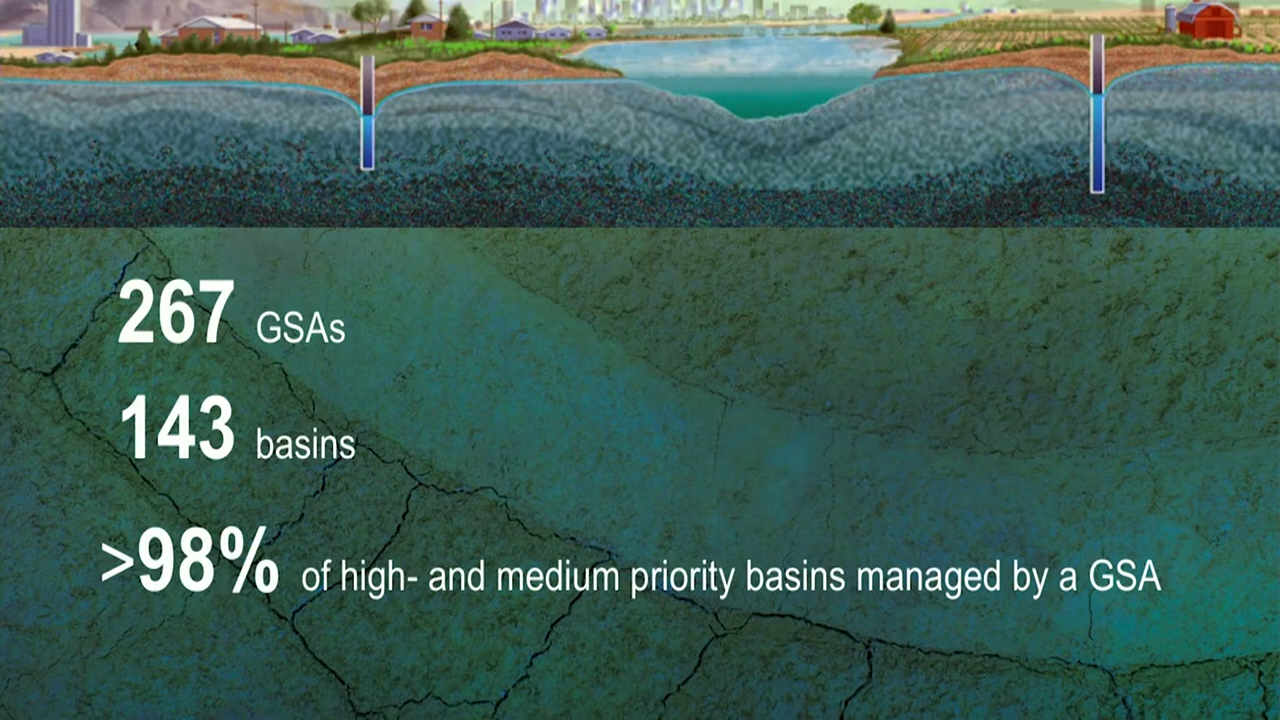 267 GSAs
143 basins
>98% of high- and medium priority basins managed by a GSA